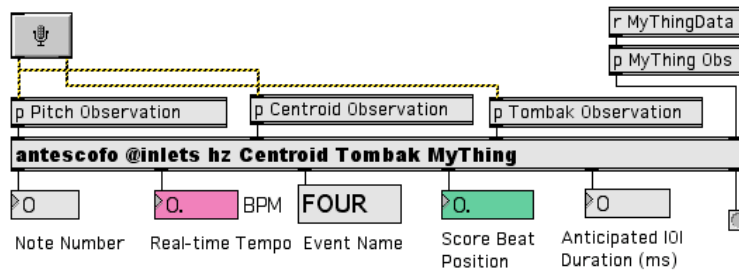 r MyThingData
p MyThing Obs
p Pitch Observation
p Centroid Observation
p Tombak Observation
antescofo @inlets hz Centroid Tombak MyThing
0
0. BPM
FOUR
0.
0
Note Number
Real-time Tempo
Event Name
Score Beat
Position
Anticipated IOI
Duration (ms)